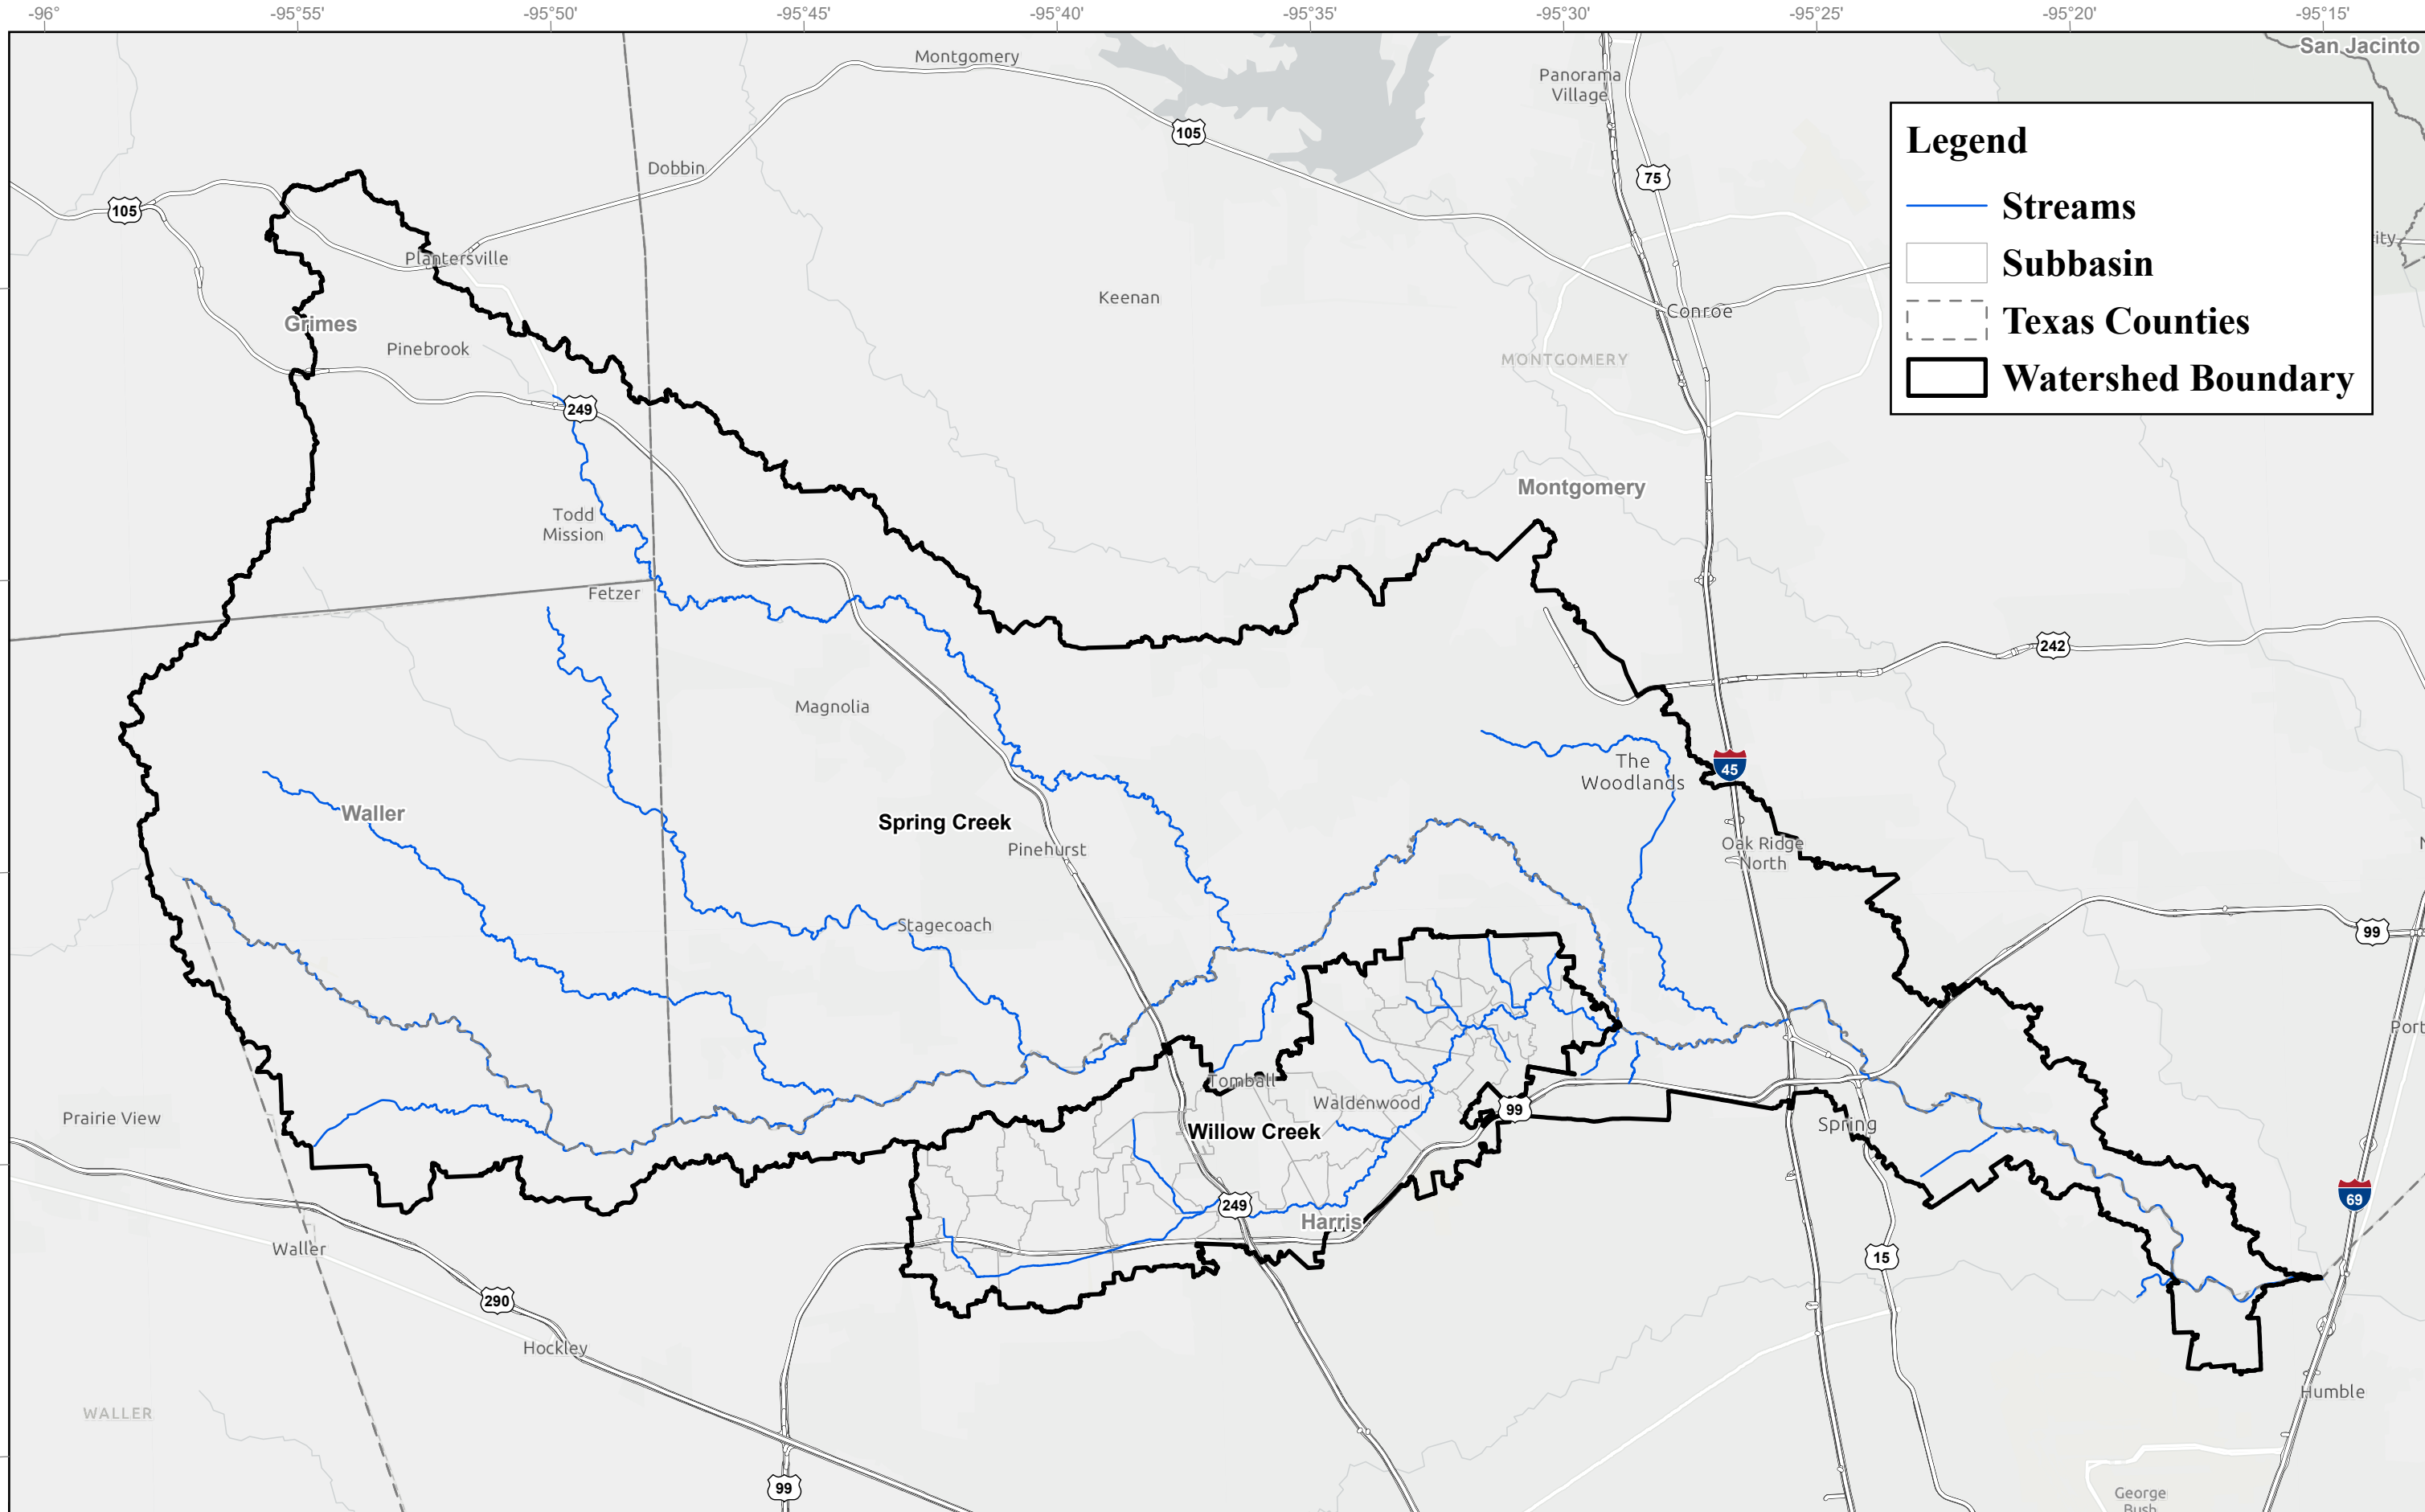 -96°
-95°55'
-95°50'
-95°45'
-95°40'
-95°35'
-95°30'
-95°25'
-95°20'
-95°15'
San Jacinto
Montgomery
Panorama
Village
105
Dobbin
75
105
Legend
Streams
Subbasin
Texas Counties
Watershed Boundary
Plantersville
Keenan
Conroe
Grimes
Pinebrook
MONTGOMERY
249
Montgomery
Todd
Mission
Fetzer
242
Magnolia
The
Woodlands
45
Waller
Spring Creek
Pinehurst
Oak Ridge
North
Stagecoach
99
Port
Tomball
Waldenwood
99
Prairie View
Willow Creek
Spring
249
Harris
69
Waller
15
290
Hockley
Humble
WALLER
99
George
Bush